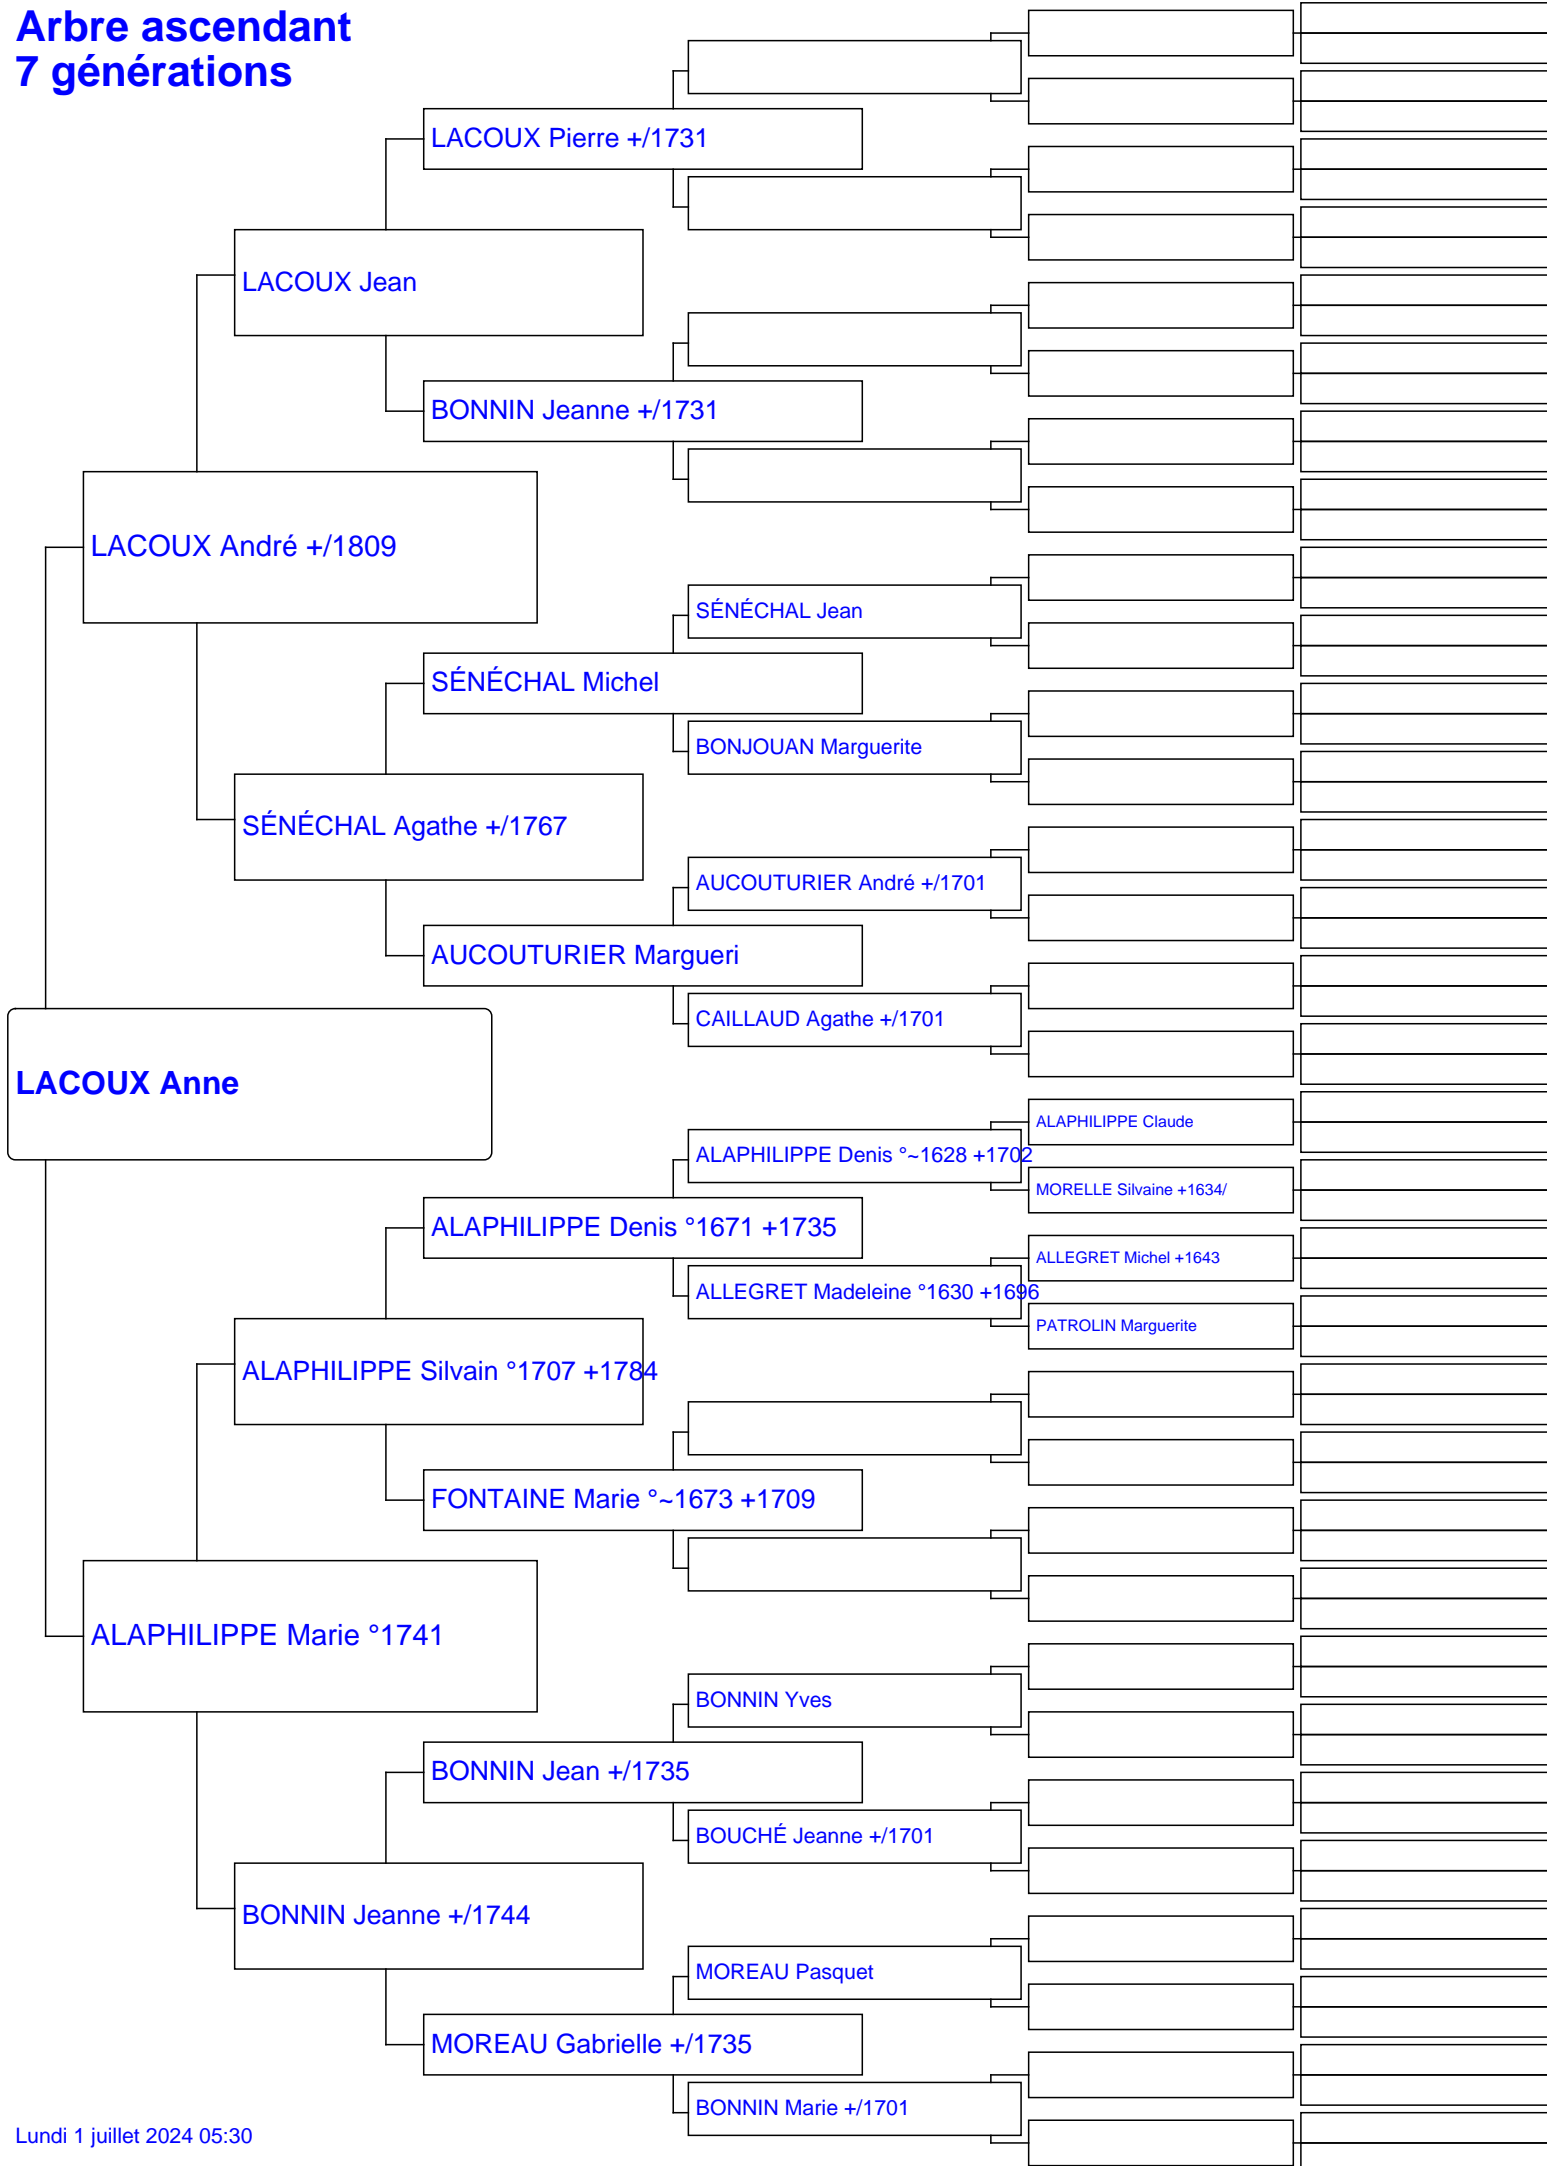 Arbre ascendant
7 générations
LACOUX Pierre +/1731
LACOUX Jean
BONNIN Jeanne +/1731
LACOUX André +/1809
SÉNÉCHAL Jean
SÉNÉCHAL Michel
BONJOUAN Marguerite
SÉNÉCHAL Agathe +/1767
AUCOUTURIER André +/1701
AUCOUTURIER Margueri
CAILLAUD Agathe +/1701
LACOUX Anne
ALAPHILIPPE Claude
ALAPHILIPPE Denis °~1628 +1702
MORELLE Silvaine +1634/
ALAPHILIPPE Denis °1671 +1735
ALLEGRET Michel +1643
ALLEGRET Madeleine °1630 +1696
PATROLIN Marguerite
ALAPHILIPPE Silvain °1707 +1784
FONTAINE Marie °~1673 +1709
ALAPHILIPPE Marie °1741
BONNIN Yves
BONNIN Jean +/1735
BOUCHÉ Jeanne +/1701
BONNIN Jeanne +/1744
MOREAU Pasquet
MOREAU Gabrielle +/1735
BONNIN Marie +/1701
Lundi 1 juillet 2024 05:30